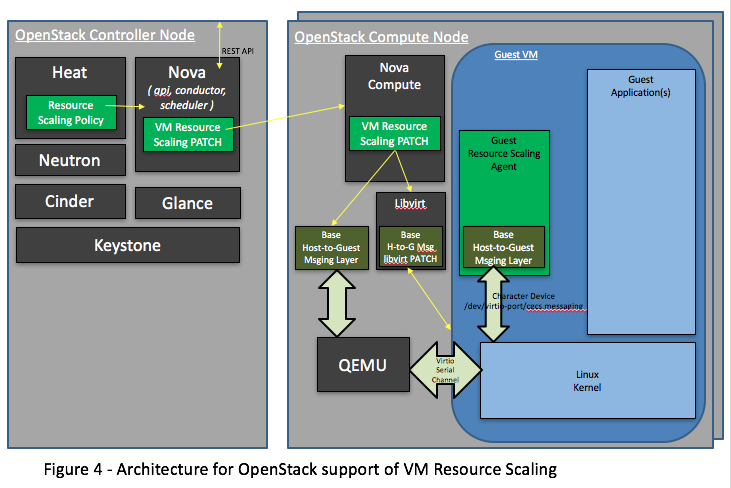 OpenStack Controller Node
REST API
Heat
Resource
Scaling Policy
Nova
( api, conductor,
scheduler )
VM Resource
Scaling PATCH
Neutron
Cinder
Glance
Keystone
OpenStack Compute Node
Nova
Compute
VM Resource
Scaling PATCH
Libvirt
Base
Host-to-Guest
Msging Layer
Base
H-to-G Msg
libvirt PATCH
QEMU
Virtio
Serial
Channel
Guest VM
Guest
Application(s)
Guest
Resource Scaling
Agent
Base
Host-to-Guest
Msging Layer
Character Device
/dev/virtio-port/cgcs.messaging
Linux
Kernel
Figure 4 - Architecture for OpenStack support of VM Resource Scaling